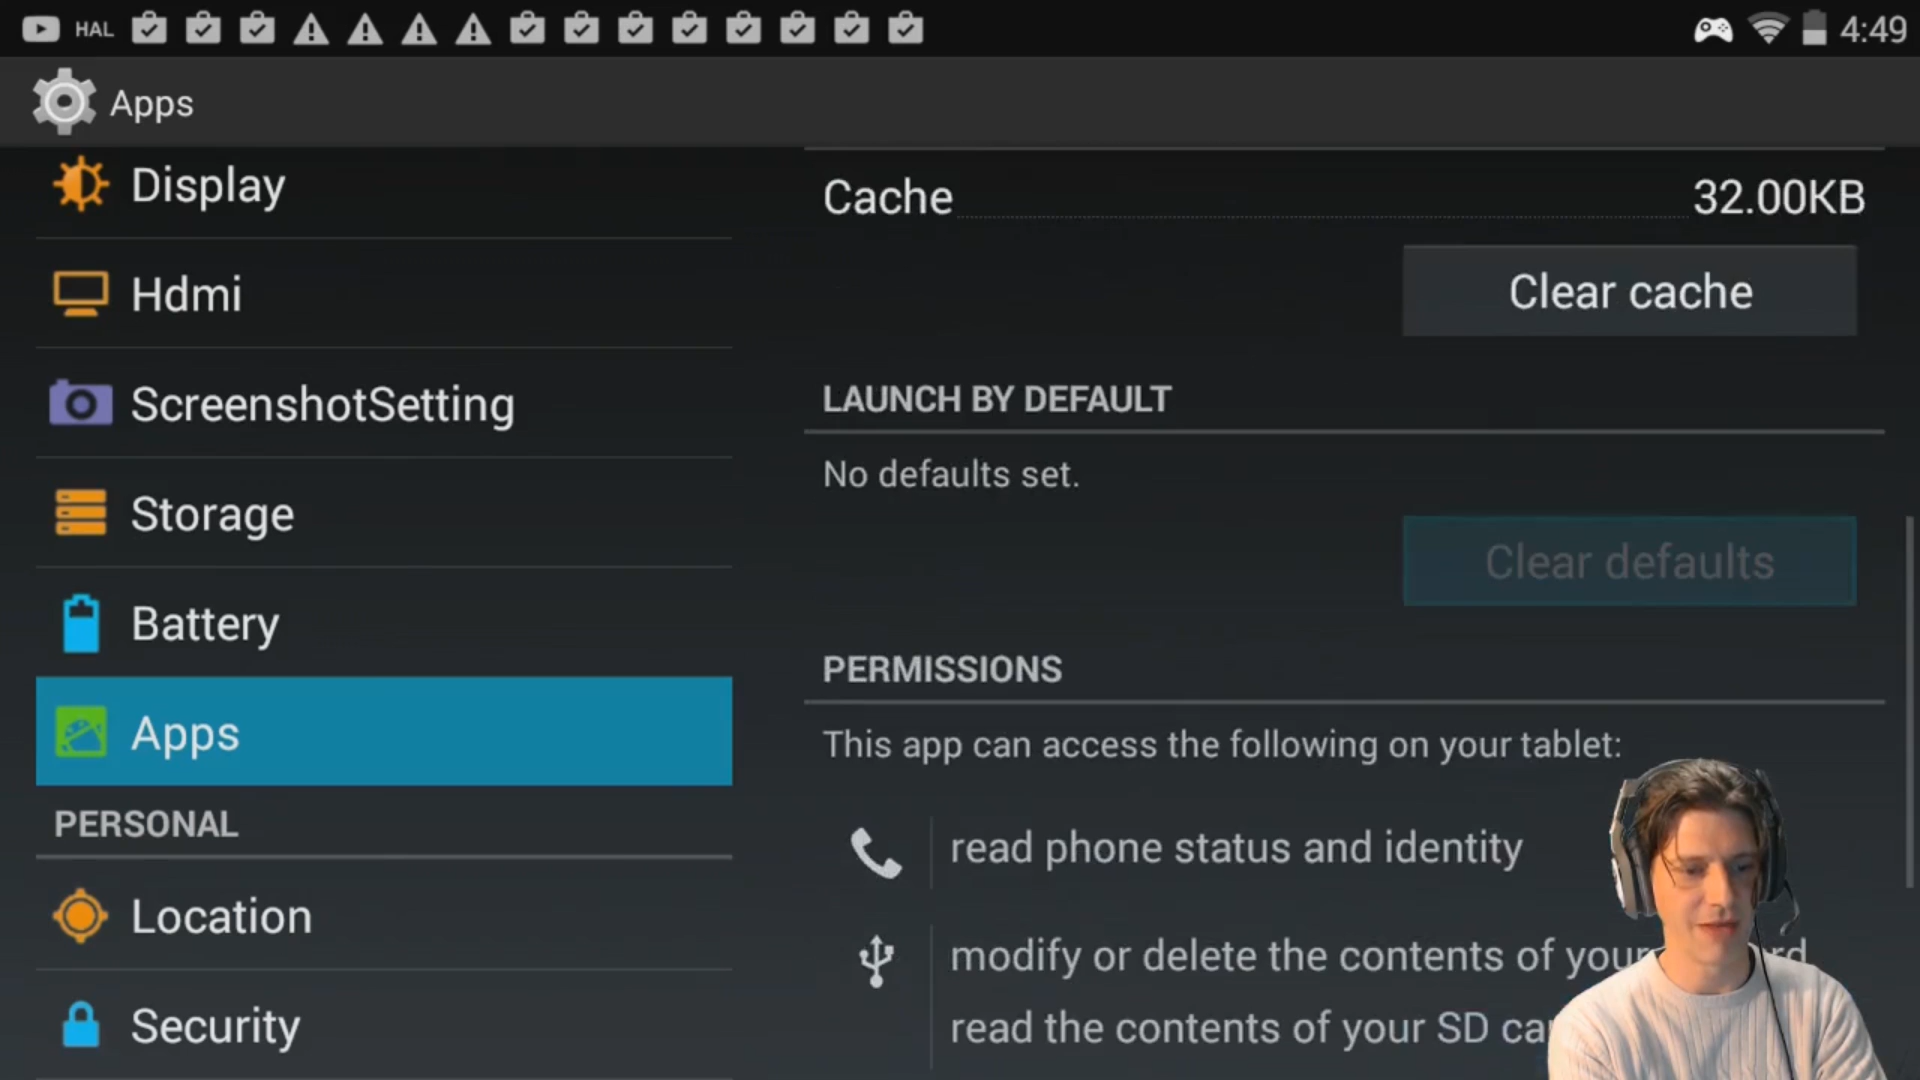 HAL
4:49
Apps
Display
Hdmi
ScreenshotSetting
Storage
Battery
Apps
PERSONAL
Location
Security
Cache 32.00KB
Clear cache
LAUNCH BY DEFAULT
No defaults set.
Clear defaults
PERMISSIONS
This app can access the following on your tablet:
read phone status and identity
modify or delete the contents of your
read the contents of your SD